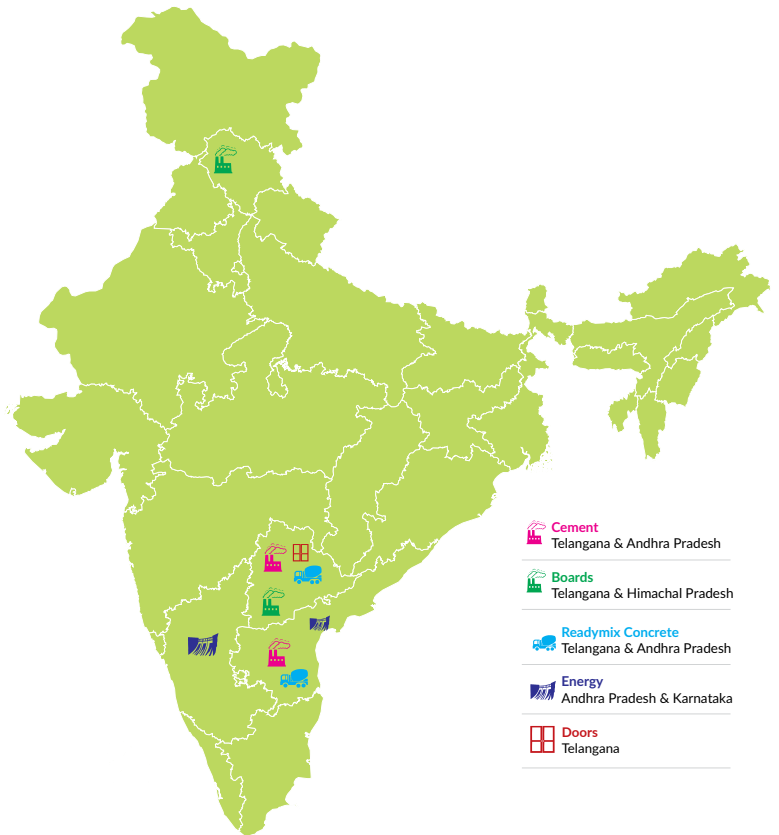 Cement
Telangana & Andhra Pradesh
Boards
Telangana & Himachal Pradesh
Readymix Concrete
Telangana & Andhra Pradesh
Energy
Andhra Pradesh & Karnataka
Doors
Telangana